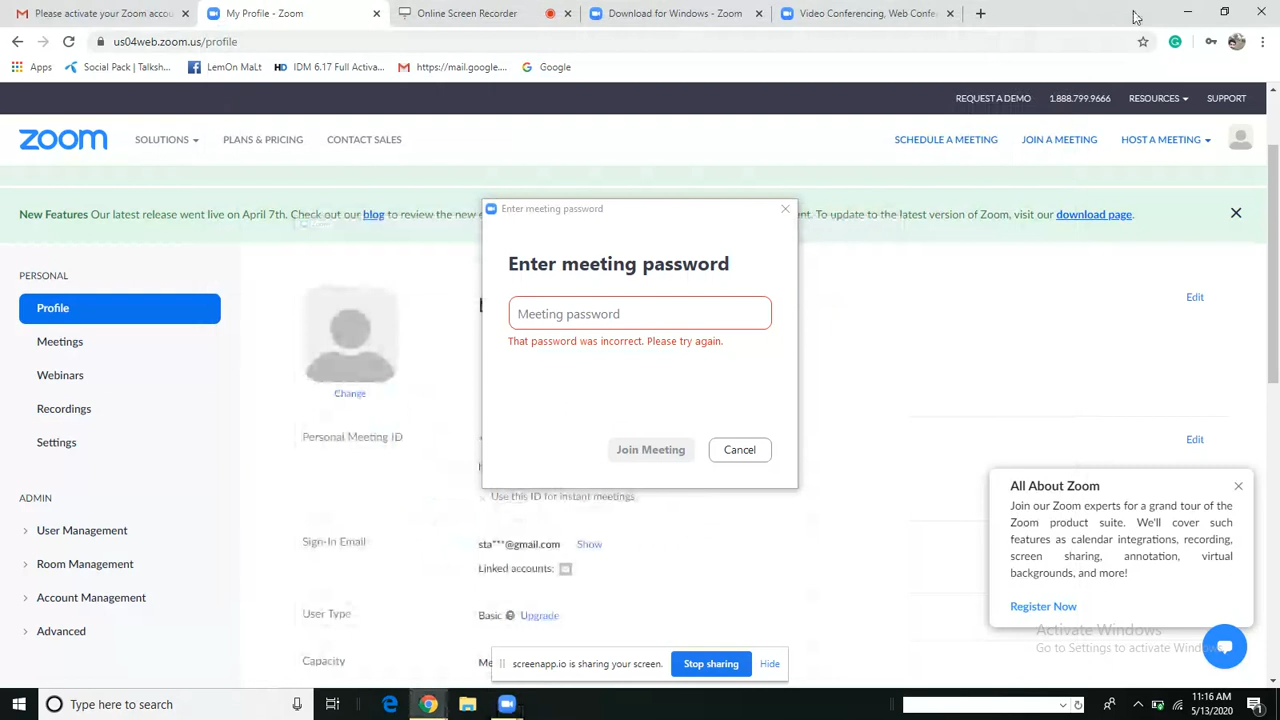 Please activate your Zoom accou
My Profile - Zoom
Online Screen Recorder
Download for Windows - Zoom
Video Conferencing, Web Confe
us04web.zoom.us/profile
Apps
Social Pack | Talksh...
LemOn MaLt
HD IDM 6.17 Full Activa...
https://mail.google....
Google
REQUEST A DEMO
1.888.799.9666
RESOURCES
SUPPORT
zoom
SOLUTIONS
PLANS & PRICING
CONTACT SALES
SCHEDULE A MEETING
JOIN A MEETING
HOST A MEETING
New Features Our latest release went live on April 7th. Check out our blog to review the new
To update to the latest version of Zoom, visit our download page.
PERSONAL
Profile
Meetings
Webinars
Recordings
Settings
ADMIN
User Management
Room Management
Account Management
Advanced
Change
Edit
Enter meeting password
Enter meeting password
Meeting password
That password was incorrect. Please try again.
Join Meeting
Cancel
Personal Meeting ID
Edit
Use this ID for instant meetings
Sign-In Email
sta***@gmail.com
Show
Linked accounts:
User Type
Basic
Upgrade
Capacity
Me
All About Zoom
Join our Zoom experts for a grand tour of the
Zoom product suite. We'll cover such
features as calendar integrations, recording,
screen sharing, annotation, virtual
backgrounds, and more!
Register Now
Activate Windows
Go to Settings to activate Windows.
screenapp.io is sharing your screen.
Stop sharing
Hide
Type here to search
11:16 AM
5/13/2020